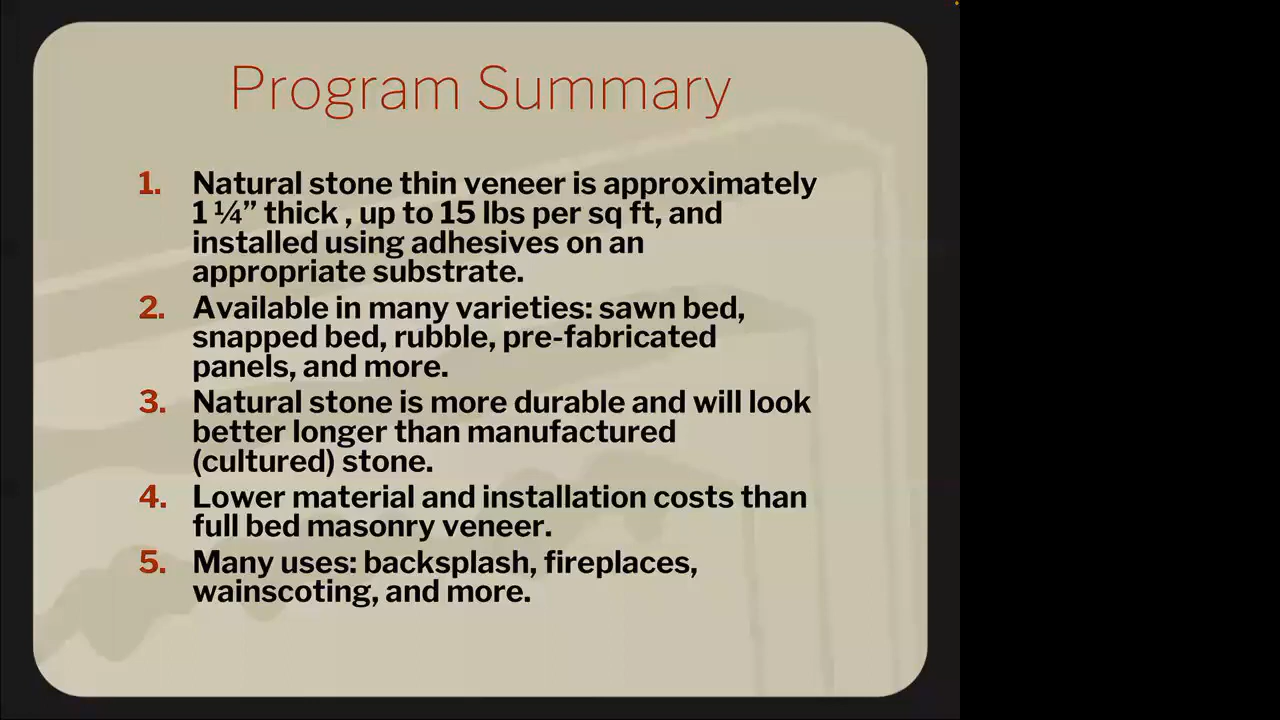 Program Summary
1. Natural stone thin veneer is approximately
1 ¼” thick , up to 15 lbs per sq ft, and
installed using adhesives on an
appropriate substrate.
2. Available in many varieties: sawn bed,
snapped bed, rubble, pre-fabricated
panels, and more.
3. Natural stone is more durable and will look
better longer than manufactured
(cultured) stone.
4. Lower material and installation costs than
full bed masonry veneer.
5. Many uses: backsplash, fireplaces,
wainscoting, and more.